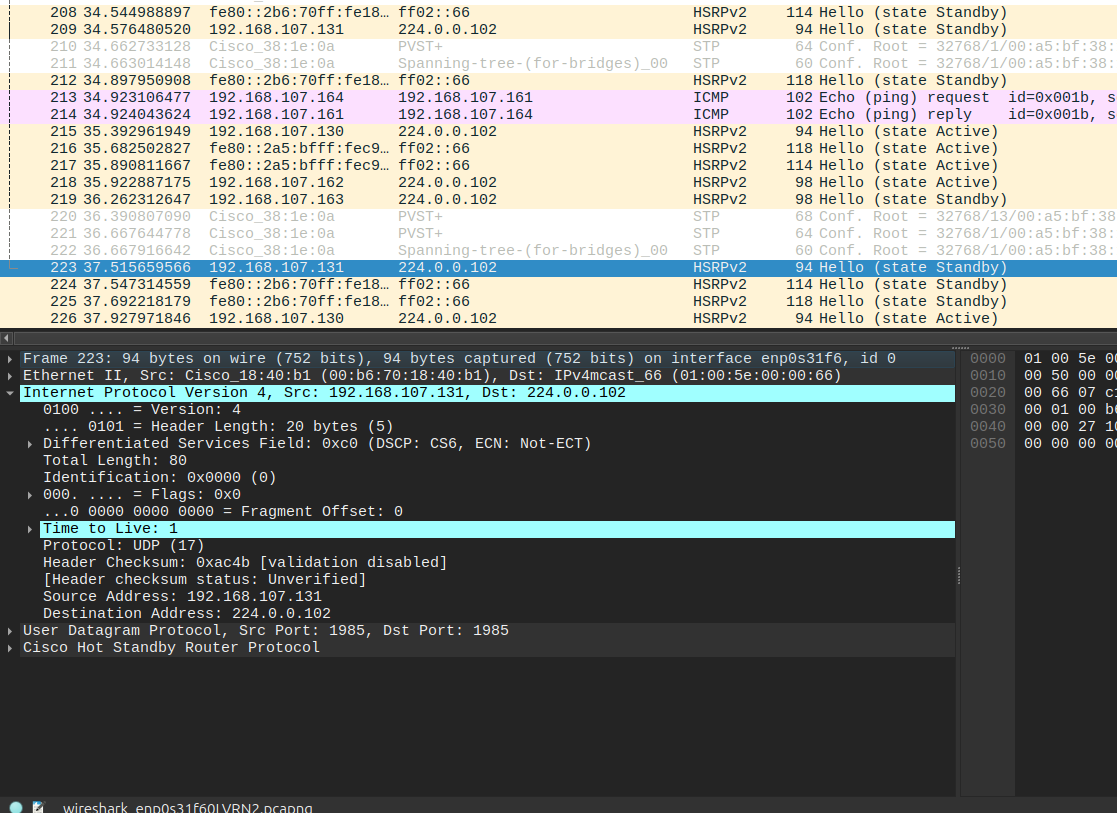 208 34.544988897 fe80::2b6:70ff:fe18… ff02::66 HSRPv2 114 Hello (state Standby)
209 34.576480520 192.168.107.131 224.0.0.102 HSRPv2 94 Hello (state Standby)
210 34.662733128 Cisco_38:1e:0a PVST+ STP 64 Conf. Root = 32768/1/00:a5:bf:38:
211 34.663014148 Cisco_38:1e:0a Spanning-tree-(for-bridges)_00 STP 60 Conf. Root = 32768/1/00:a5:bf:38:
212 34.897950908 fe80::2b6:70ff:fe18… ff02::66 HSRPv2 118 Hello (state Standby)
213 34.923106477 192.168.107.164 192.168.107.161 ICMP 102 Echo (ping) request id=0x001b, s
214 34.924043624 192.168.107.161 192.168.107.164 ICMP 102 Echo (ping) reply id=0x001b, s
215 35.392961949 192.168.107.130 224.0.0.102 HSRPv2 94 Hello (state Active)
216 35.682502827 fe80::2a5:bfff:fec9… ff02::66 HSRPv2 118 Hello (state Active)
217 35.890811667 fe80::2a5:bfff:fec9… ff02::66 HSRPv2 114 Hello (state Active)
218 35.922887175 192.168.107.162 224.0.0.102 HSRPv2 98 Hello (state Active)
219 36.262312647 192.168.107.163 224.0.0.102 HSRPv2 98 Hello (state Standby)
220 36.390807090 Cisco_38:1e:0a PVST+ STP 68 Conf. Root = 32768/13/00:a5:bf:38
221 36.667644778 Cisco_38:1e:0a PVST+ STP 64 Conf. Root = 32768/1/00:a5:bf:38:
222 36.667916642 Cisco_38:1e:0a Spanning-tree-(for-bridges)_00 STP 60 Conf. Root = 32768/1/00:a5:bf:38:
223 37.515659566 192.168.107.131 224.0.0.102 HSRPv2 94 Hello (state Standby)
224 37.547314559 fe80::2b6:70ff:fe18… ff02::66 HSRPv2 114 Hello (state Standby)
225 37.692218179 fe80::2b6:70ff:fe18… ff02::66 HSRPv2 118 Hello (state Standby)
226 37.927971846 192.168.107.130 224.0.0.102 HSRPv2 94 Hello (state Active)
Frame 223: 94 bytes on wire (752 bits), 94 bytes captured (752 bits) on interface enp0s31f6, id 0
Ethernet II, Src: Cisco_18:40:b1 (00:b6:70:18:40:b1), Dst: IPv4mcast_66 (01:00:5e:00:00:66)
Internet Protocol Version 4, Src: 192.168.107.131, Dst: 224.0.0.102
0100 .... = Version: 4
.... 0101 = Header Length: 20 bytes (5)
Differentiated Services Field: 0xc0 (DSCP: CS6, ECN: Not-ECT)
Total Length: 80
Identification: 0x0000 (0)
000. .... = Flags: 0x0
...0 0000 0000 0000 = Fragment Offset: 0
Time to Live: 1
Protocol: UDP (17)
Header Checksum: 0xac4b [validation disabled]
[Header checksum status: Unverified]
Source Address: 192.168.107.131
Destination Address: 224.0.0.102
User Datagram Protocol, Src Port: 1985, Dst Port: 1985
Cisco Hot Standby Router Protocol
0000 01 00 5e 00
0010 00 50 00 00
0020 00 66 07 c1
0030 00 01 00 b6
0040 00 00 27 10
0050 00 00 00 00
wireshark_enp0s31f60LVRN2.pcapng